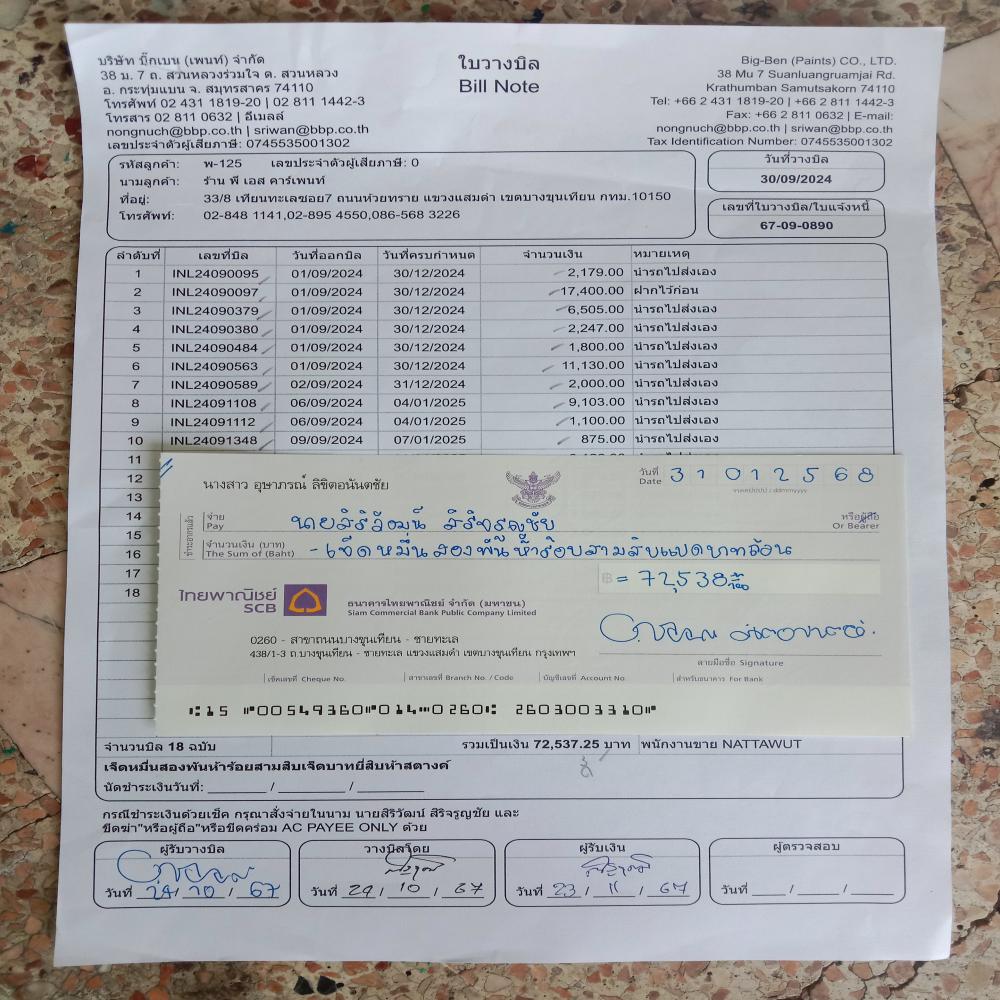 บริษัท บิ๊กเบน (เพนท์) จำกัด
38 ม. 7 ถ. สวนหลวงร่วมใจ ต. สวนหลวง
อ. กระทุ่มแบน จ. สมุทรสาคร 74110
โทรศัพท์ 02 431 1819-20 | 02 811 1442-3
โทรสาร 02 811 0632 | อีเมลล์
nongnuch@bbp.co.th | sriwan@bbp.co.th
เลขประจำตัวผู้เสียภาษี: 0745535001302
ใบวางบิล
Bill Note
Big-Ben (Paints) CO., LTD.
38 Mu 7 Suanluangruamjai Rd.
Krathumban Samutsakorn 74110
Tel: +66 2 431 1819-20 | +66 2 811 1442-3
Fax: +66 2 811 0632 | E-mail:
nongnuch@bbp.co.th | sriwan@bbp.co.th
Tax Identification Number: 0745535001302
รหัสลูกค้า: พ-125 เลขประจำตัวผู้เสียภาษี: 0
นามลูกค้า: ร้าน พี เอส คาร์เพนท์
ที่อยู่: 33/8 เทียนทะเลซอย7 ถนนห้วยทราย แขวงแสมดำ เขตบางขุนเทียน กทม.10150
โทรศัพท์: 02-848 1141,02-895 4550,086-568 3226
วันที่วางบิล
30/09/2024
เลขที่ใบวางบิล/ใบแจ้งหนี้
67-09-0890
ลำดับที่ เลขที่บิล วันที่ออกบิล วันที่ครบกำหนด จำนวนเงิน หมายเหตุ
1 INL24090095 01/09/2024 30/12/2024 2,179.00 นำรถไปส่งเอง
2 INL24090097 01/09/2024 30/12/2024 17,400.00 ฝากไว้ก่อน
3 INL24090379 01/09/2024 30/12/2024 6,505.00 นำรถไปส่งเอง
4 INL24090380 01/09/2024 30/12/2024 2,247.00 นำรถไปส่งเอง
5 INL24090484 01/09/2024 30/12/2024 1,800.00 นำรถไปส่งเอง
6 INL24090563 01/09/2024 30/12/2024 11,130.00 นำรถไปส่งเอง
7 INL24090589 02/09/2024 31/12/2024 2,000.00 นำรถไปส่งเอง
8 INL24091108 06/09/2024 04/01/2025 9,103.00 นำรถไปส่งเอง
9 INL24091112 06/09/2024 04/01/2025 1,100.00 นำรถไปส่งเอง
10 INL24091348 09/09/2024 07/01/2025 875.00 นำรถไปส่งเอง
11
12
13
14
15
16
17
18
นางสาว อุษาภรณ์ ลิขิตอนันตชัย
วันที่
Date 31012568
จ่าย
Pay นายสิริวัฒน์ สิริจรูญชัย
หรือผู้ถือ
Or Bearer
จำนวนเงิน (บาท)
The Sum of (Baht) -เจ็ดหมื่นสองพันห้าร้อยสามสิบแปดบาทถ้วน
฿ = 72,538
ไทยพาณิชย์
SCB
ธนาคารไทยพาณิชย์ จำกัด (มหาชน)
Siam Commercial Bank Public Company Limited
0260 - สาขาถนนบางขุนเทียน - ชายทะเล
438/1-3 ถ.บางขุนเทียน - ชายทะเล แขวงแสมดำ เขตบางขุนเทียน กรุงเทพฯ
ลายมือชื่อ Signature
เช็คเลขที่ Cheque No. สาขาเลขที่ Branch No. / Code บัญชีเลขที่ Account No. สำหรับธนาคาร For Bank
⑆15 ⑈00549360⑈014⑉0260⑆ 2603003310⑈
จำนวนบิล 18 ฉบับ รวมเป็นเงิน 72,537.25 บาท พนักงานขาย NATTAWUT
เจ็ดหมื่นสองพันห้าร้อยสามสิบเจ็ดบาทยี่สิบห้าสตางค์
นัดชำระเงินวันที่: / /
กรณีชำระเงินด้วยเช็ค กรุณาสั่งจ่ายในนาม นายสิริวัฒน์ สิริจรูญชัย และ
ขีดฆ่า"หรือผู้ถือ"หรือขีดคร่อม AC PAYEE ONLY ด้วย
ผู้รับวางบิล
วันที่ 28/ 10 / 67
วางบิลโดย
วันที่ 29 / 10 / 67
ผู้รับเงิน
วันที่ 23 / 11 / 67
ผู้ตรวจสอบ
วันที่ / /